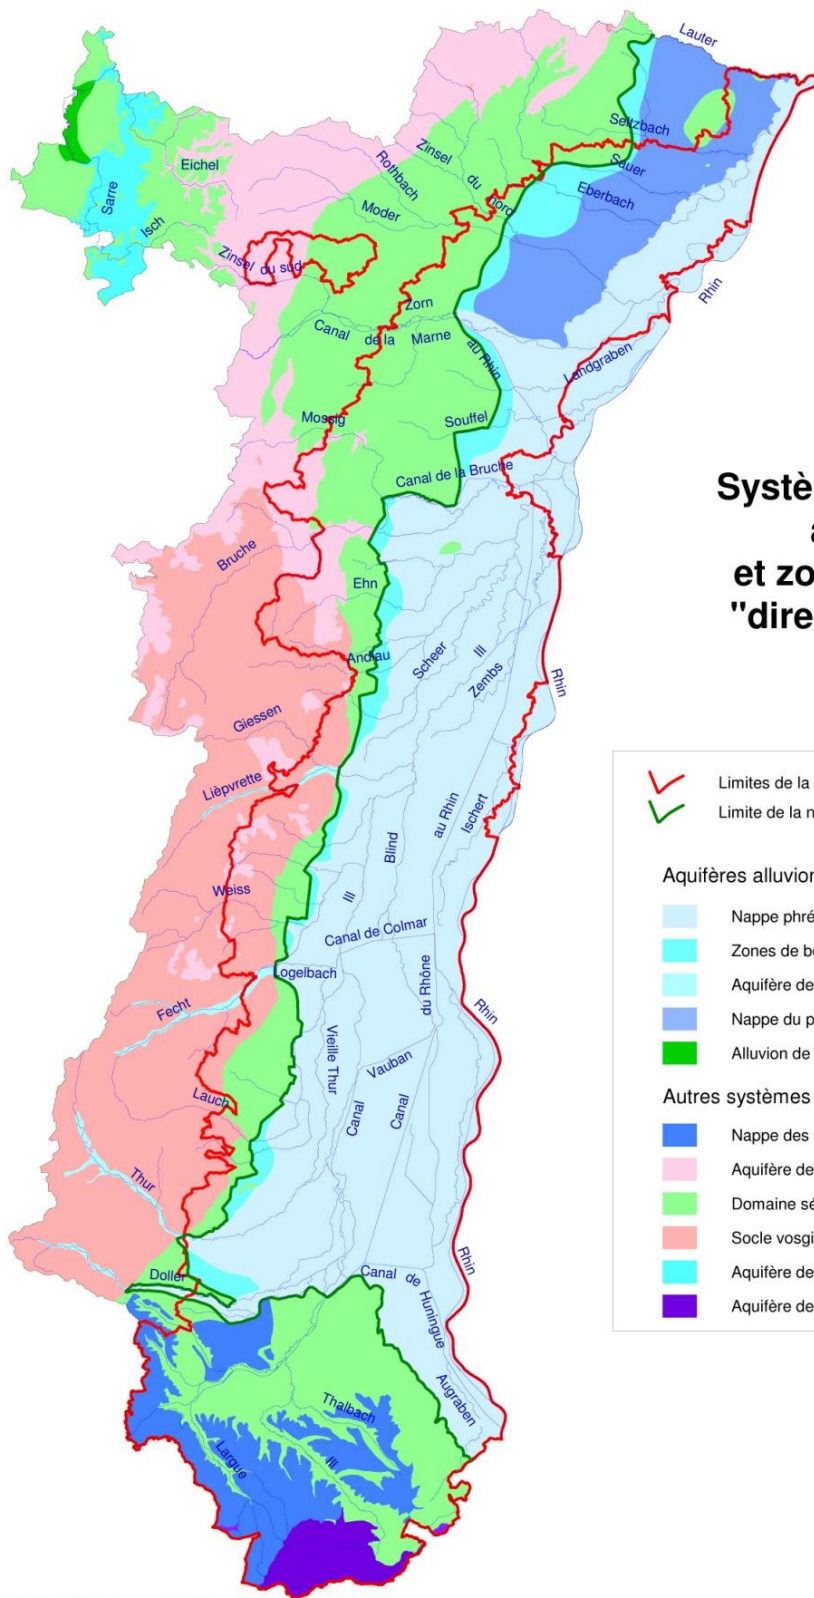 Lauter
Seltzbach
Sauer
Eberbach
Zinsel du nord
Rothbach
Moder
Eichel
Sarre
Isch
Zinsel du sud
Zorn
Canal de la Marne au Rhin
Rhin
Landgraben
Mossig
Souffel
Canal de la Bruche
Bruche
Ehn
Andlau
Scheer
Ill
Zembs
Rhin
Giessen
Lièpvrette
au Rhin
Ischert
Blind
Weiss
Ill
Canal de Colmar
Logelbach
du Rhône
Fecht
Rhin
Vieille Thur
Vauban
Canal
Canal
Lauch
Thur
Doller
Rhin
Canal de Huningue
Augraben
Thalbach
Largue
Ill
Systè
a
et zo
"dire
Limites de la
Limite de la n
Aquifères alluvion
Nappe phré
Zones de bo
Aquifère de
Nappe du p
Alluvion de
Autres systèmes
Nappe des
Aquifère de
Domaine sé
Socle vosgi
Aquifère de
Aquifère de